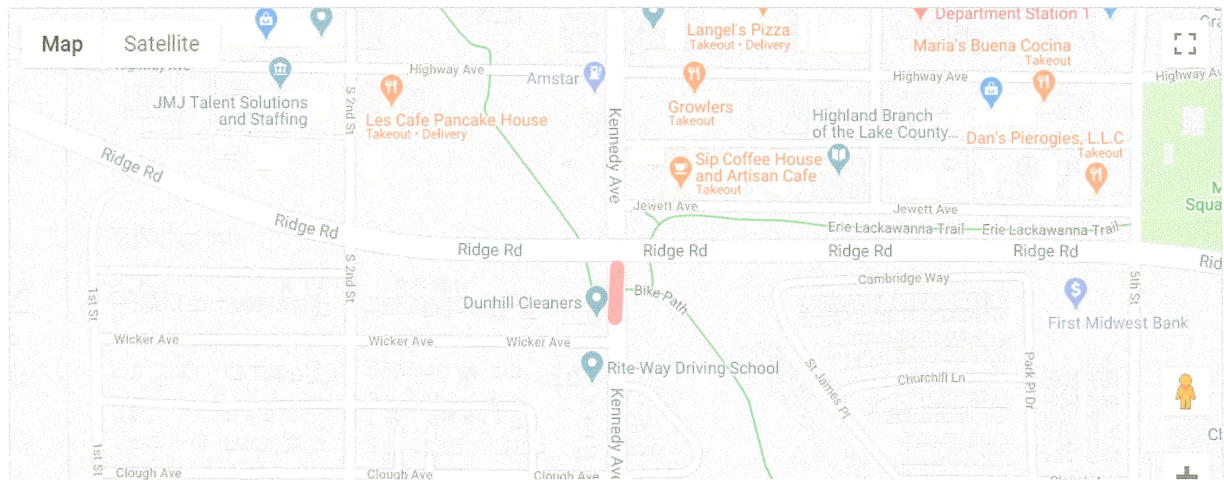 Map
Satellite
Langel's Pizza
Takeout • Delivery
Department Station 1
Highway Ave
Highway Ave
Amstar
Maria's Buena Cocina
Takeout
Highway Ave
Highway Av
JMJ Talent Solutions
and Staffing
S 2nd St
Les Cafe Pancake House
Takeout • Delivery
Kennedy Ave
Growlers
Takeout
Highland Branch
of the Lake County...
Dan's Pierogies, L.L.C
Takeout
Ridge Rd
Sip Coffee House
and Artisan Cafe
Takeout
M
Squa
Jewett Ave
Jewett Ave
Ridge Rd
Erie Lackawanna Trail
Erie Lackawanna Trail
Ridge Rd
Ridge Rd
Ridge Rd
Ridge Rd
Rid
S 2nd St
1st St
Dunhill Cleaners
Bike Path
Cambridge Way
5th St
First Midwest Bank
Wicker Ave
Wicker Ave
Wicker Ave
Rite-Way Driving School
St James Pl
Churchill Ln
Park Pl Dr
Kennedy Ave
1st St
Cl
Clough Ave
Clough Ave
Clough Ave